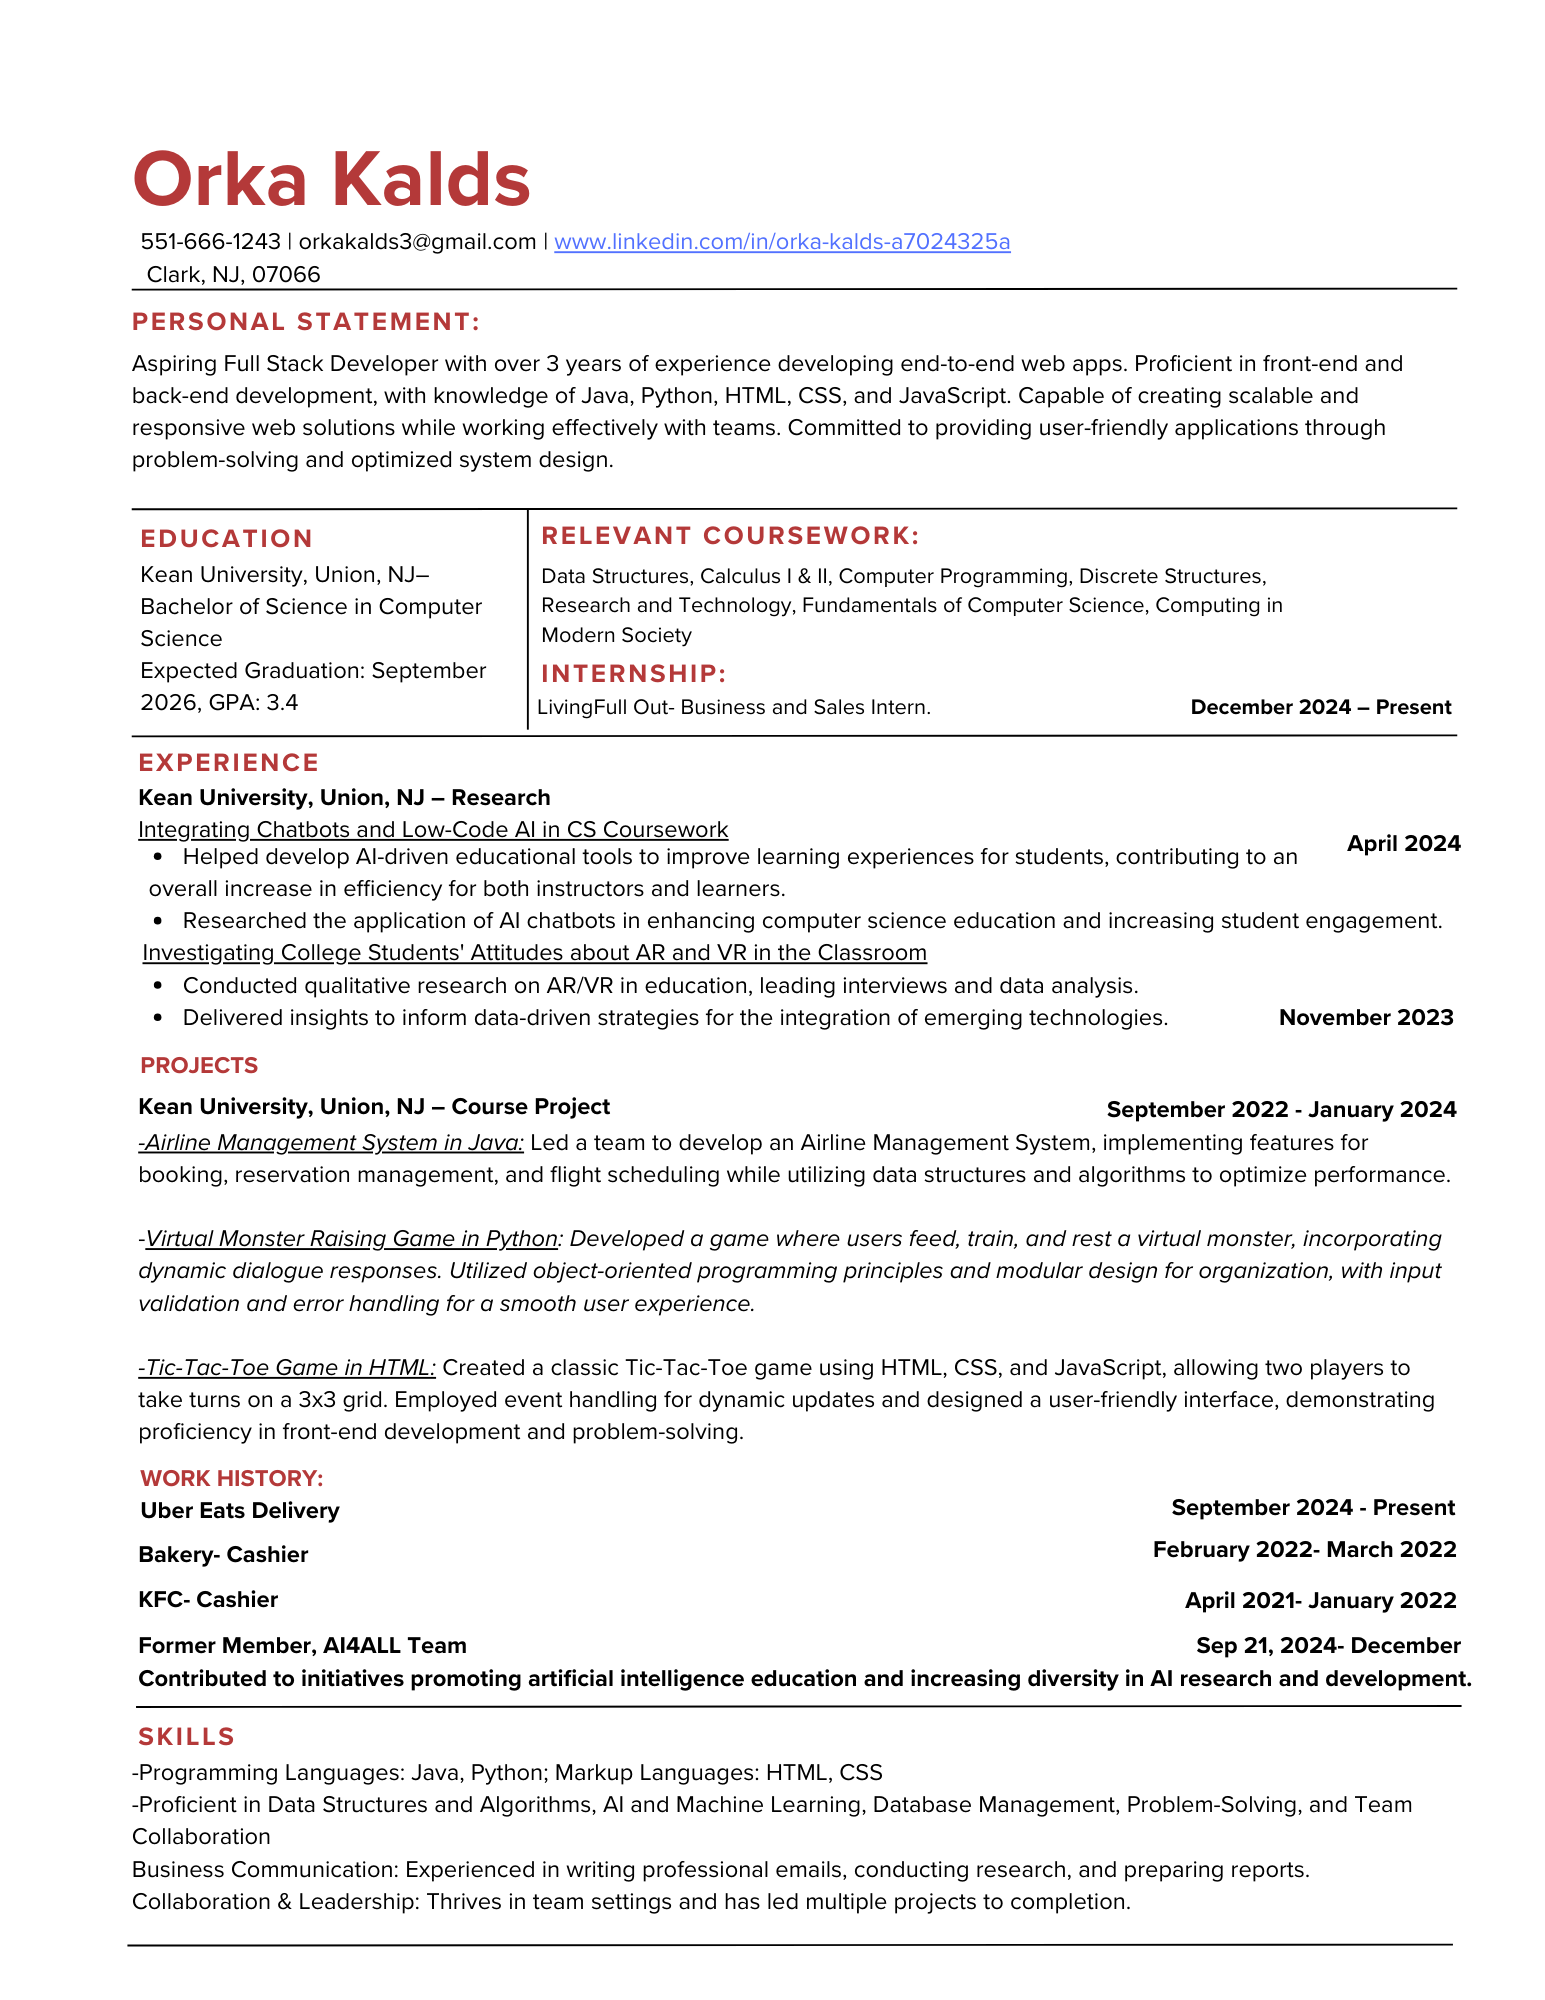 Orka Kalds
551-666-1243 | orkakalds3@gmail.com | www.linkedin.com/in/orka-kalds-a7024325a
Clark, NJ, 07066
PERSONAL STATEMENT:
Aspiring Full Stack Developer with over 3 years of experience developing end-to-end web apps. Proficient in front-end and
back-end development, with knowledge of Java, Python, HTML, CSS, and JavaScript. Capable of creating scalable and
responsive web solutions while working effectively with teams. Committed to providing user-friendly applications through
problem-solving and optimized system design.
EDUCATION
Kean University, Union, NJ–
Bachelor of Science in Computer
Science
Expected Graduation: September
2026, GPA: 3.4
RELEVANT COURSEWORK:
Data Structures, Calculus I & II, Computer Programming, Discrete Structures,
Research and Technology, Fundamentals of Computer Science, Computing in
Modern Society
INTERNSHIP:
LivingFull Out- Business and Sales Intern. December 2024 – Present
EXPERIENCE
Kean University, Union, NJ – Research
Integrating Chatbots and Low-Code AI in CS Coursework
April 2024
• Helped develop AI-driven educational tools to improve learning experiences for students, contributing to an
overall increase in efficiency for both instructors and learners.
• Researched the application of AI chatbots in enhancing computer science education and increasing student engagement.
Investigating College Students' Attitudes about AR and VR in the Classroom
• Conducted qualitative research on AR/VR in education, leading interviews and data analysis.
• Delivered insights to inform data-driven strategies for the integration of emerging technologies. November 2023
PROJECTS
Kean University, Union, NJ – Course Project September 2022 - January 2024
-Airline Management System in Java: Led a team to develop an Airline Management System, implementing features for
booking, reservation management, and flight scheduling while utilizing data structures and algorithms to optimize performance.
-Virtual Monster Raising Game in Python: Developed a game where users feed, train, and rest a virtual monster, incorporating
dynamic dialogue responses. Utilized object-oriented programming principles and modular design for organization, with input
validation and error handling for a smooth user experience.
-Tic-Tac-Toe Game in HTML: Created a classic Tic-Tac-Toe game using HTML, CSS, and JavaScript, allowing two players to
take turns on a 3x3 grid. Employed event handling for dynamic updates and designed a user-friendly interface, demonstrating
proficiency in front-end development and problem-solving.
WORK HISTORY:
Uber Eats Delivery September 2024 - Present
Bakery- Cashier February 2022- March 2022
KFC- Cashier April 2021- January 2022
Former Member, AI4ALL Team Sep 21, 2024- December
Contributed to initiatives promoting artificial intelligence education and increasing diversity in AI research and development.
SKILLS
-Programming Languages: Java, Python; Markup Languages: HTML, CSS
-Proficient in Data Structures and Algorithms, AI and Machine Learning, Database Management, Problem-Solving, and Team
Collaboration
Business Communication: Experienced in writing professional emails, conducting research, and preparing reports.
Collaboration & Leadership: Thrives in team settings and has led multiple projects to completion.